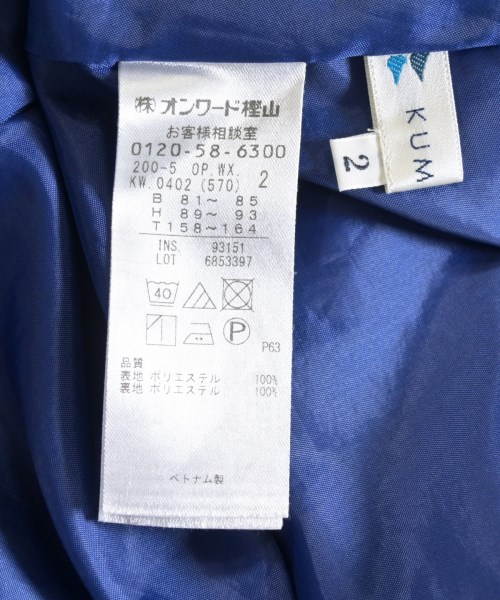 (株)オンワード樫山
お客様相談室
0120-58-6300
200-5 OP.WX.
KW.0402(570) 2
B 81～ 85
H 89～ 93
T158～164
INS. 93151
LOT 6853397
40
P
P63
品質
表地 ポリエステル 100%
裏地 ポリエステル 100%
ベトナム製
KUM
2